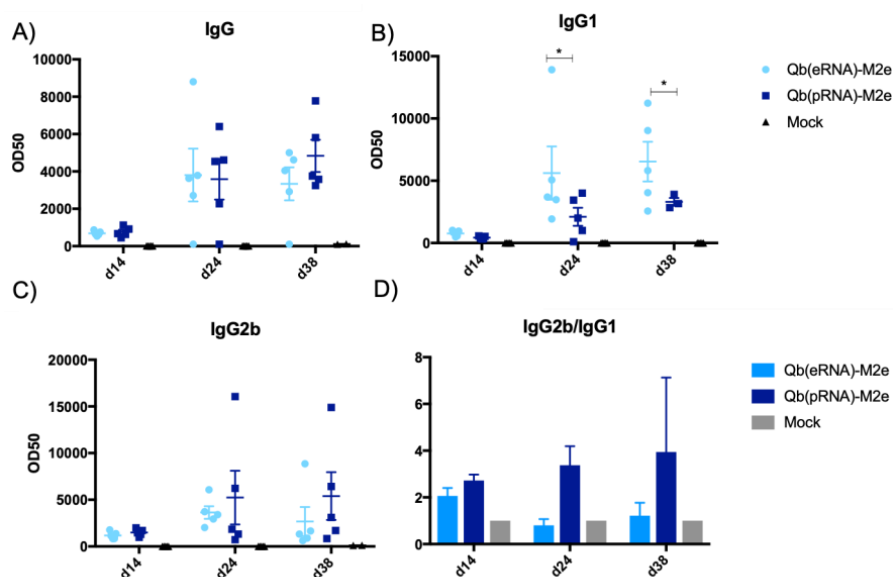 A)
IgG
OD50
10000
8000
6000
4000
2000
0
d14
d24
d38
B)
IgG1
15000
10000
5000
0
OD50
*
*
d14
d24
d38
Qb(eRNA)-M2e
Qb(pRNA)-M2e
Mock
C)
IgG2b
OD50
20000
15000
10000
5000
0
d14
d24
d38
D)
IgG2b/IgG1
8
6
4
2
0
d14
d24
d38
Qb(eRNA)-M2e
Qb(pRNA)-M2e
Mock